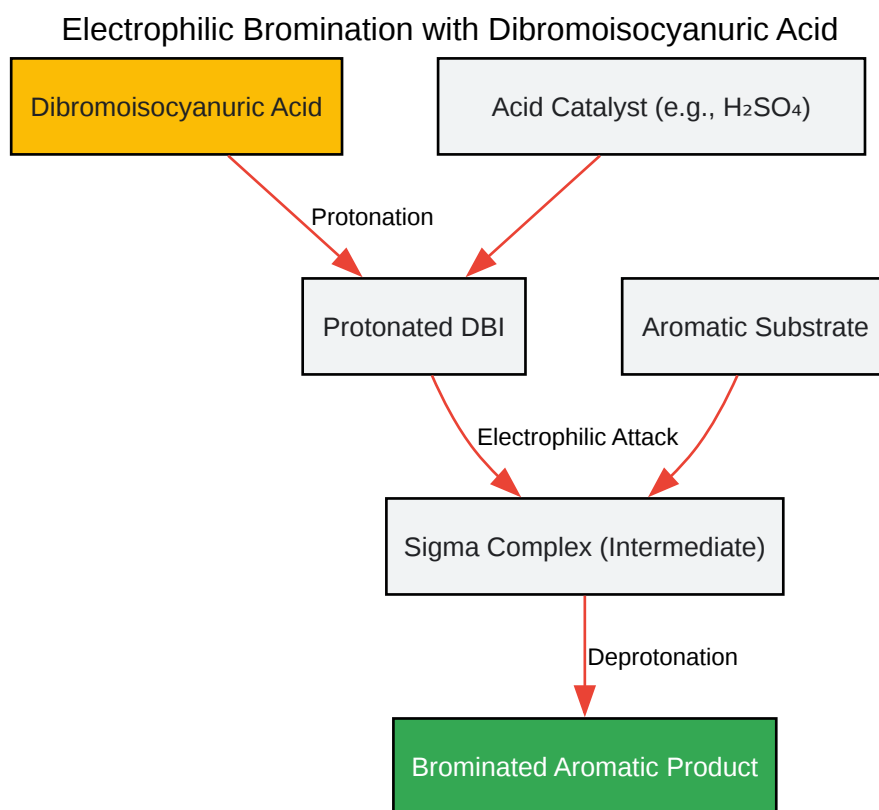 Electrophilic Bromination with Dibromoisocyanuric Acid
Dibromoisocyanuric Acid
Acid Catalyst (e.g., H₂SO₄)
Protonation
Protonated DBI
Aromatic Substrate
Electrophilic Attack
Sigma Complex (Intermediate)
Deprotonation
Brominated Aromatic Product